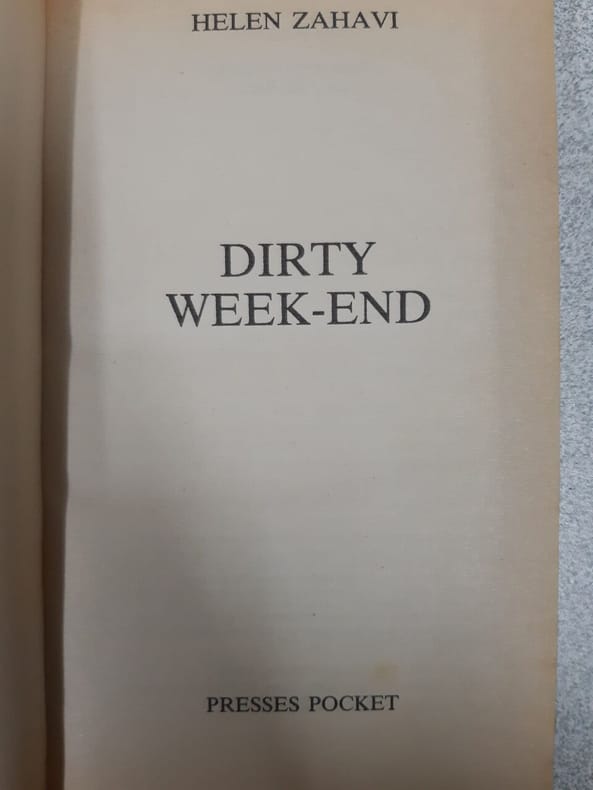 HELEN ZAHAVI
DIRTY
WEEK-END
PRESSES POCKET